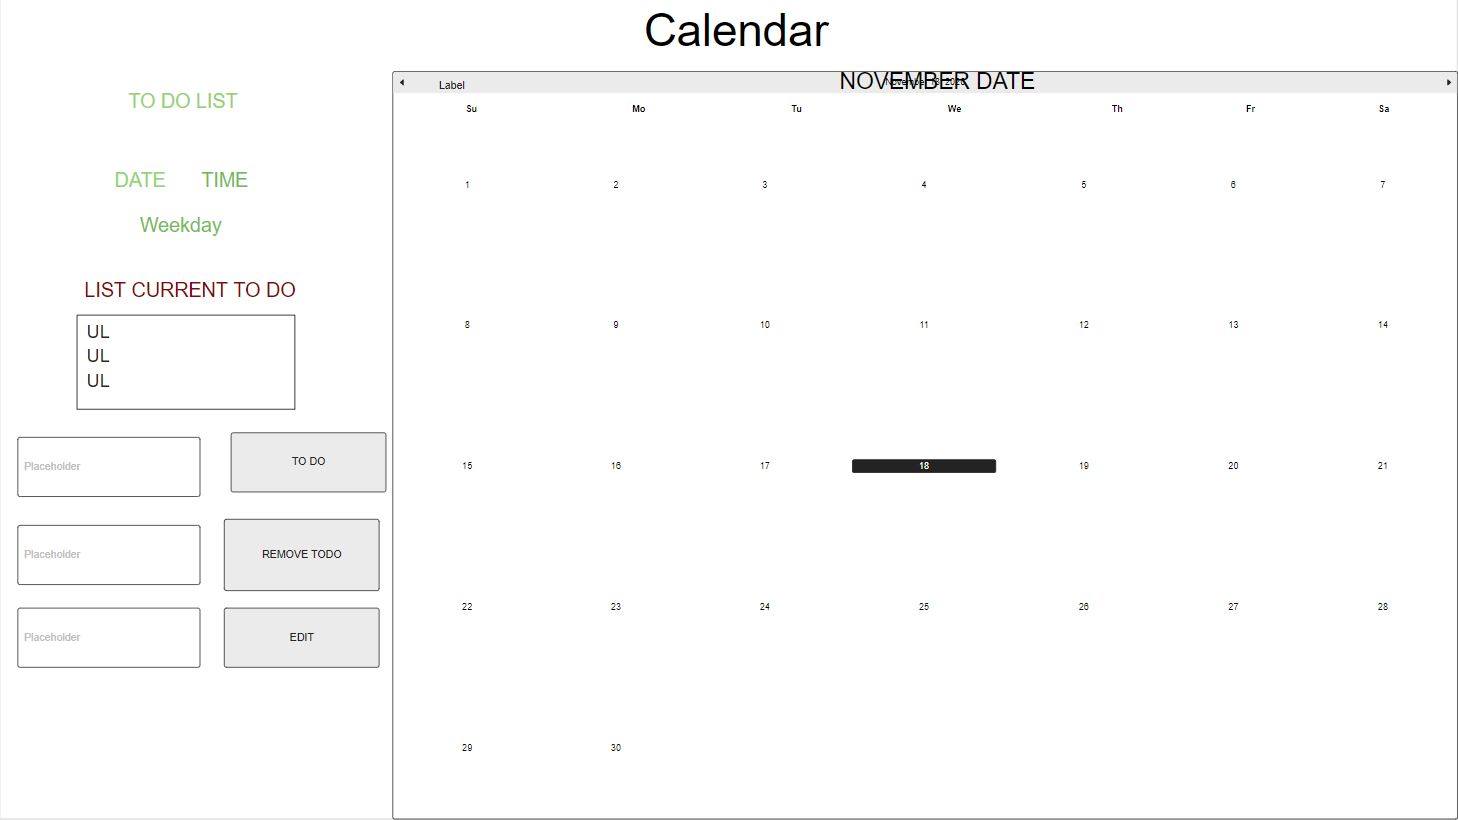 Calendar
TO DO LIST
DATE TIME
Weekday
LIST CURRENT TO DO
UL
UL
UL
Placeholder TO DO
Placeholder REMOVE TODO
Placeholder EDIT
Label NOVEMBER DATE
Su Mo Tu We Th Fr Sa
1 2 3 4 5 6 7
8 9 10 11 12 13 14
15 16 17 18 19 20 21
22 23 24 25 26 27 28
29 30